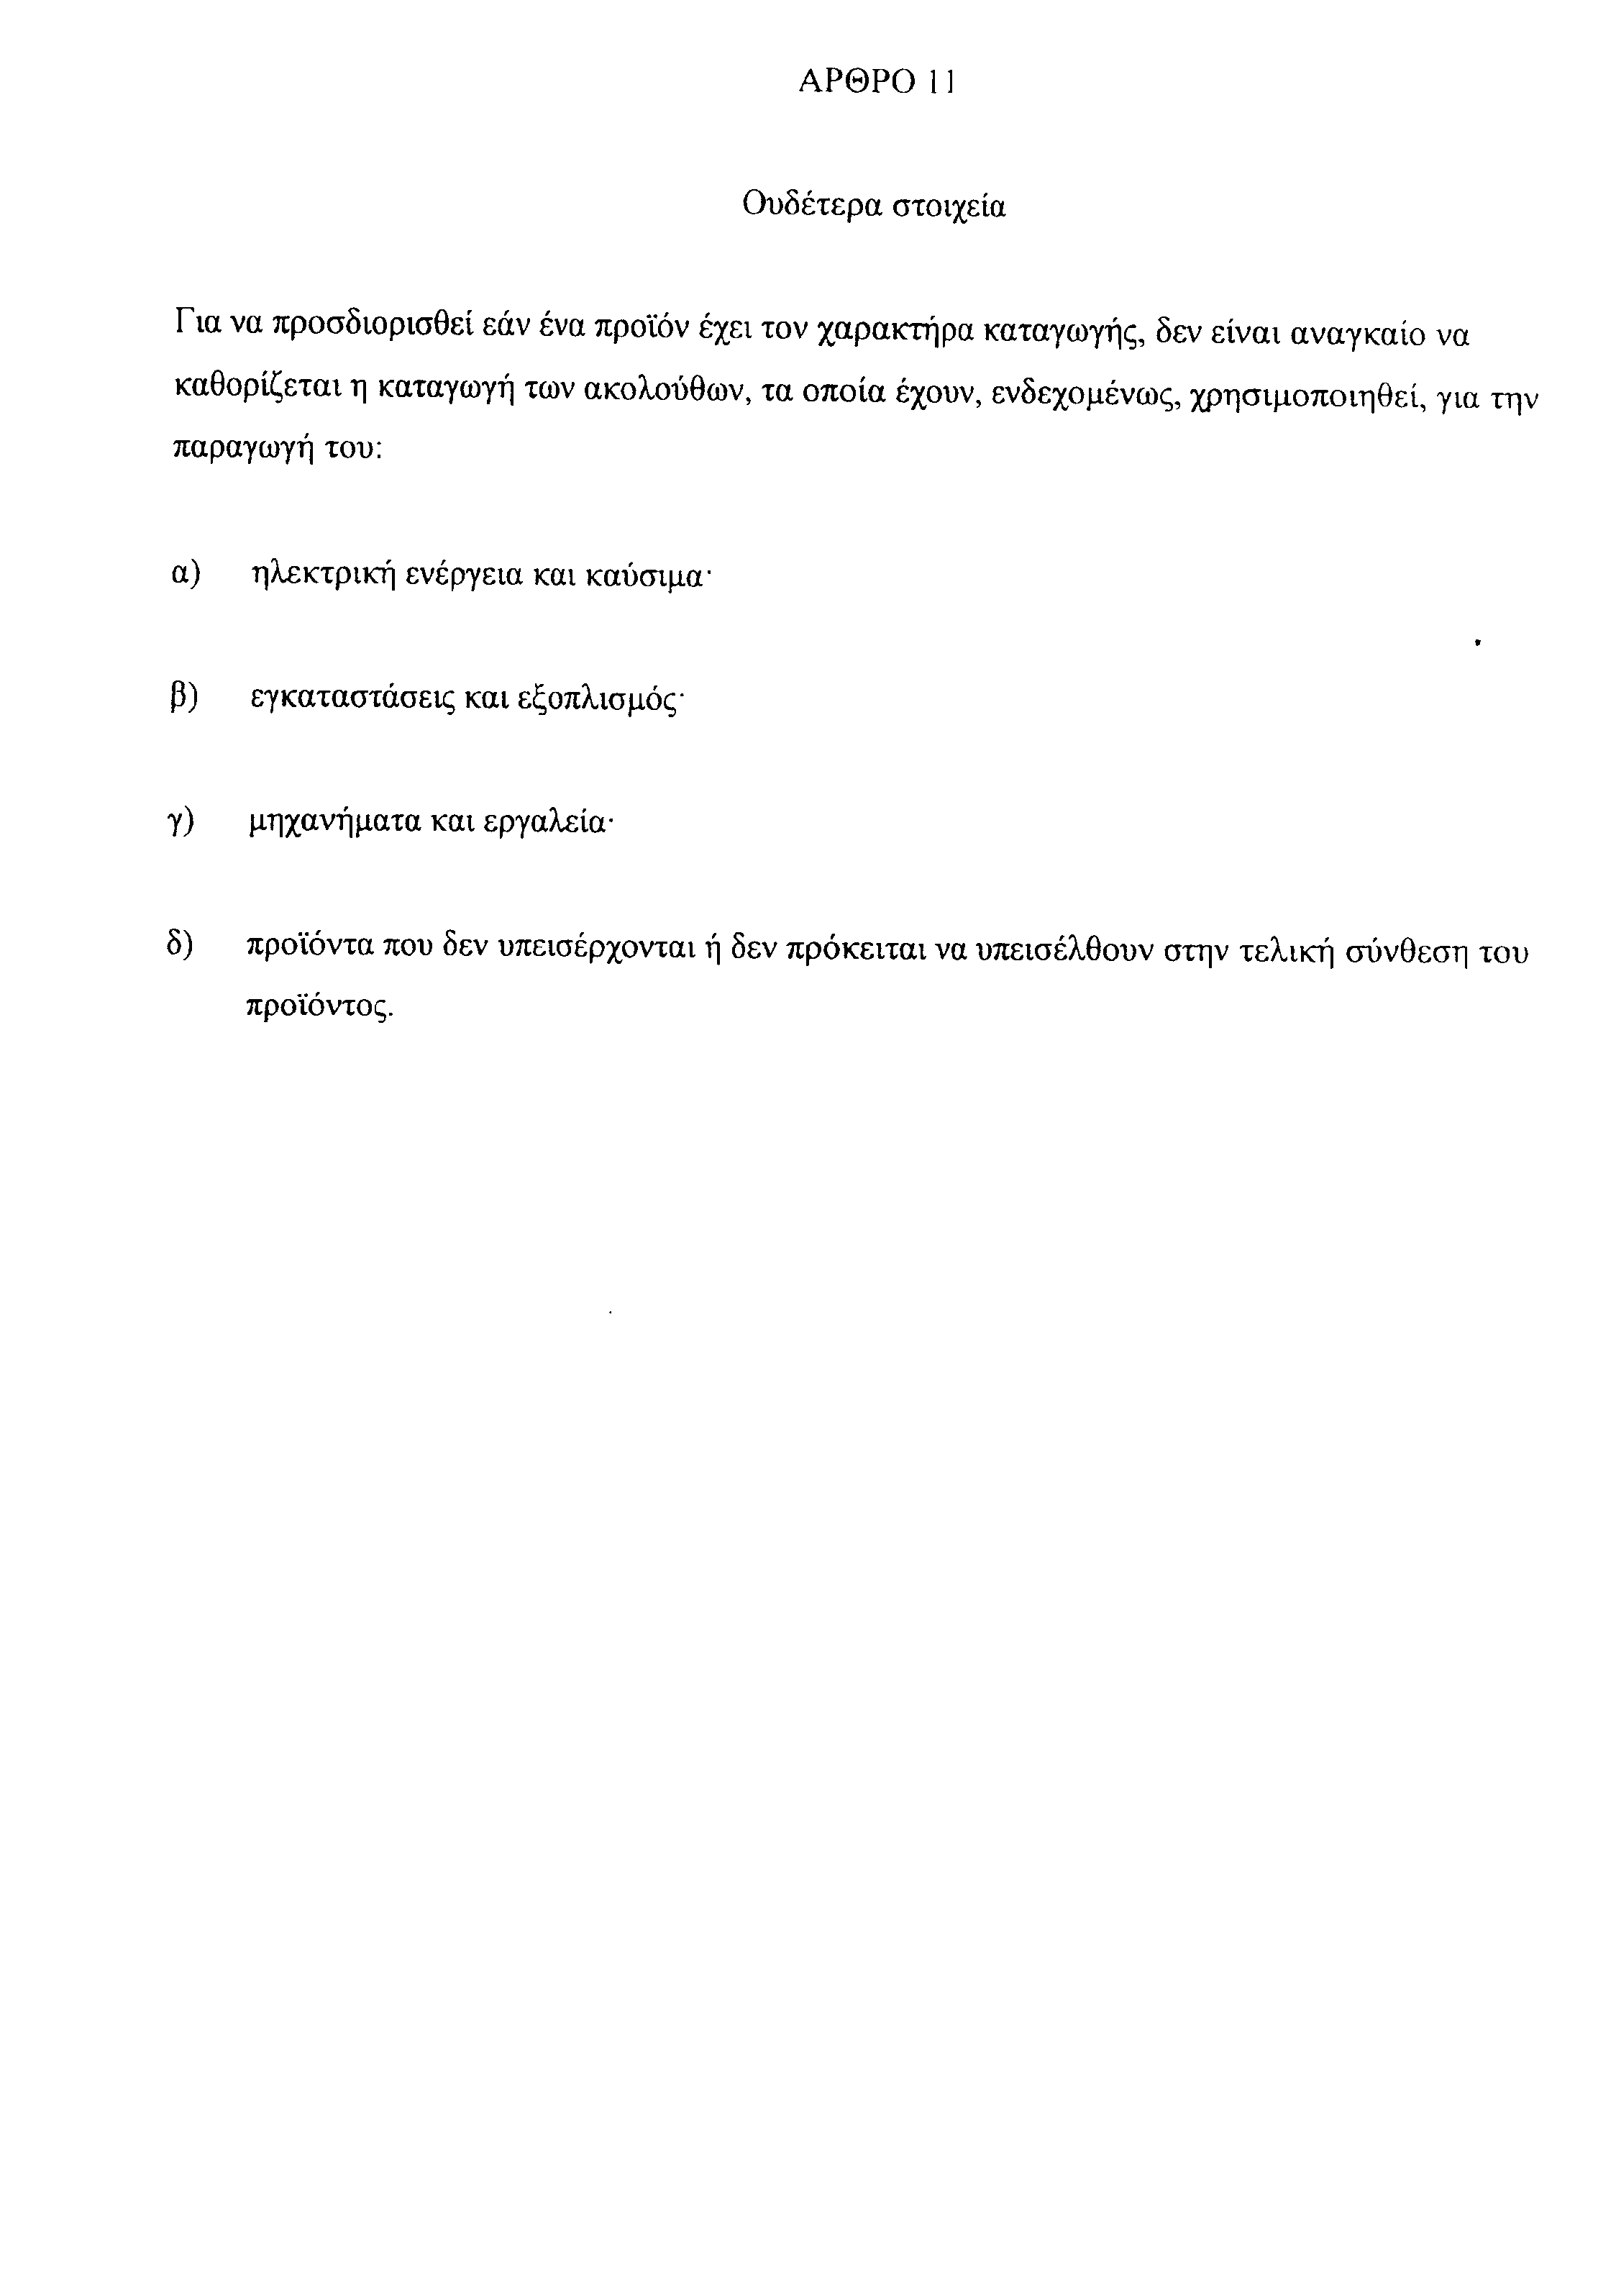 ΑΡΘΡΟ 11
Ουδέτερα στοιχεία
Για να προσδιορισθεί εάν ένα προϊόν έχει τον χαρακτήρα καταγωγής, δεν είναι αναγκαίο να
καθορίζεται η καταγωγή των ακολούθων, τα οποία έχουν, ενδεχομένως, χρησιμοποιηθεί, για την
παραγωγή του:
α) ηλεκτρική ενέργεια και καύσιμα·
β) εγκαταστάσεις και εξοπλισμός·
γ) μηχανήματα και εργαλεία·
δ) προϊόντα που δεν υπεισέρχονται ή δεν πρόκειται να υπεισέλθουν στην τελική σύνθεση του
προϊόντος.